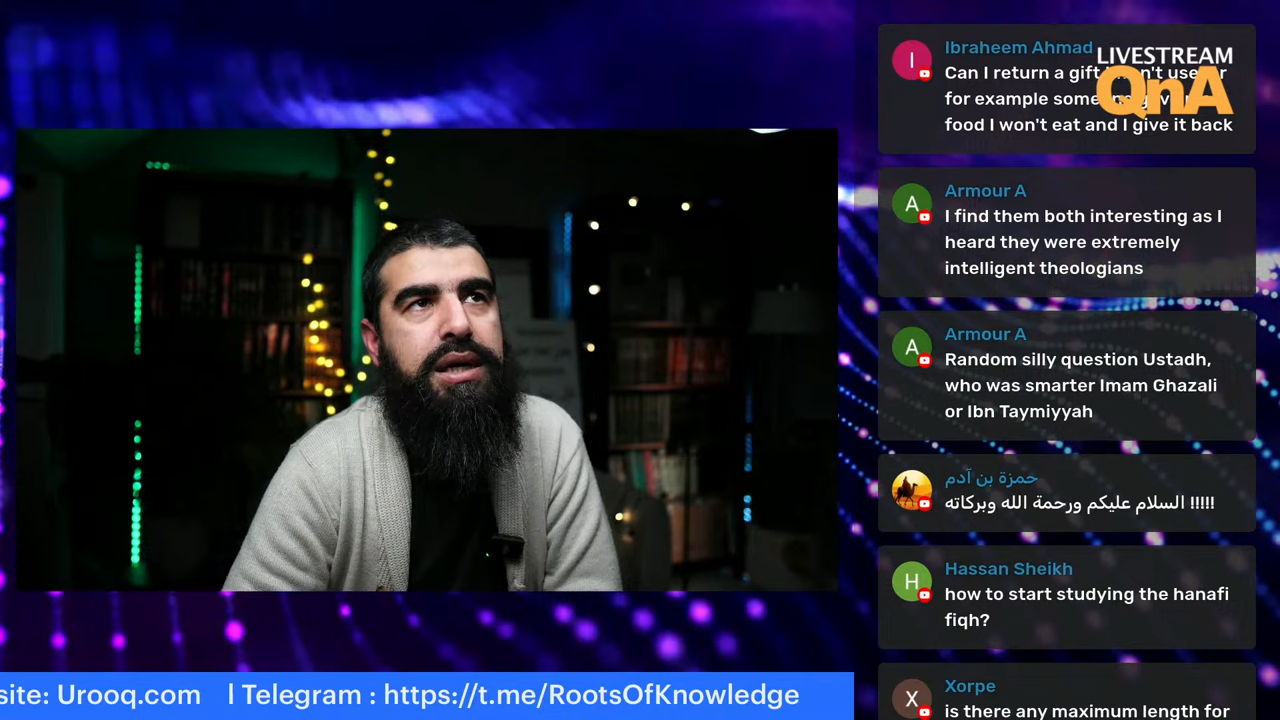 LIVESTREAM
QnA
Ibraheem Ahmad
Can I return a gift
for example
food I won't eat and I give it back
Armour A
I find them both interesting as I
heard they were extremely
intelligent theologians
Armour A
Random silly question Ustadh,
who was smarter Imam Ghazali
or Ibn Taymiyyah
حمزة بن آدم
السلام عليكم ورحمة الله وبركاته !!!!!
Hassan Sheikh
how to start studying the hanafi
fiqh?
Xorpe
is there any maximum length for
site: Urooq.com | Telegram : https://t.me/RootsOfKnowledge